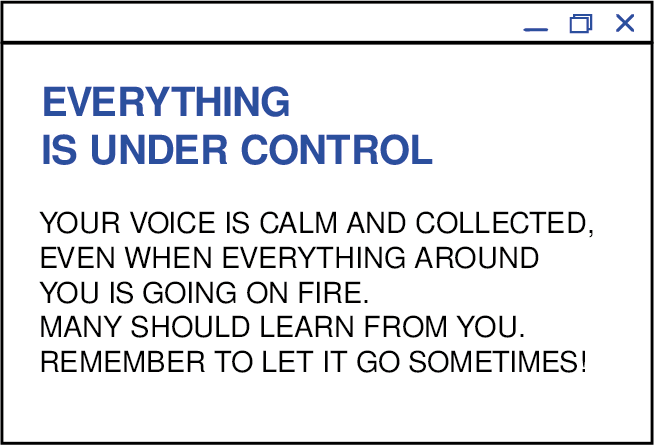 EVERYTHING
IS UNDER CONTROL
YOUR VOICE IS CALM AND COLLECTED,
EVEN WHEN EVERYTHING AROUND
YOU IS GOING ON FIRE.
MANY SHOULD LEARN FROM YOU.
REMEMBER TO LET IT GO SOMETIMES!